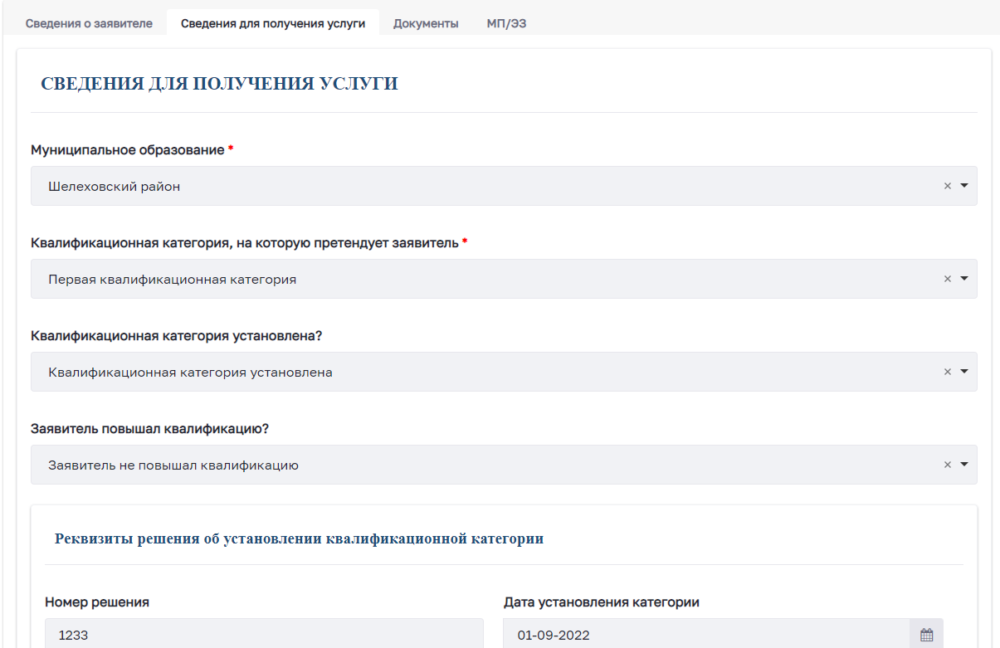 Сведения о заявителе Сведения для получения услуги Документы МП/ЭЗ
СВЕДЕНИЯ ДЛЯ ПОЛУЧЕНИЯ УСЛУГИ
Муниципальное образование *
Шелеховский район
Квалификационная категория, на которую претендует заявитель *
Первая квалификационная категория
Квалификационная категория установлена?
Квалификационная категория установлена
Заявитель повышал квалификацию?
Заявитель не повышал квалификацию
Реквизиты решения об установлении квалификационной категории
Номер решения Дата установления категории
1233 01-09-2022